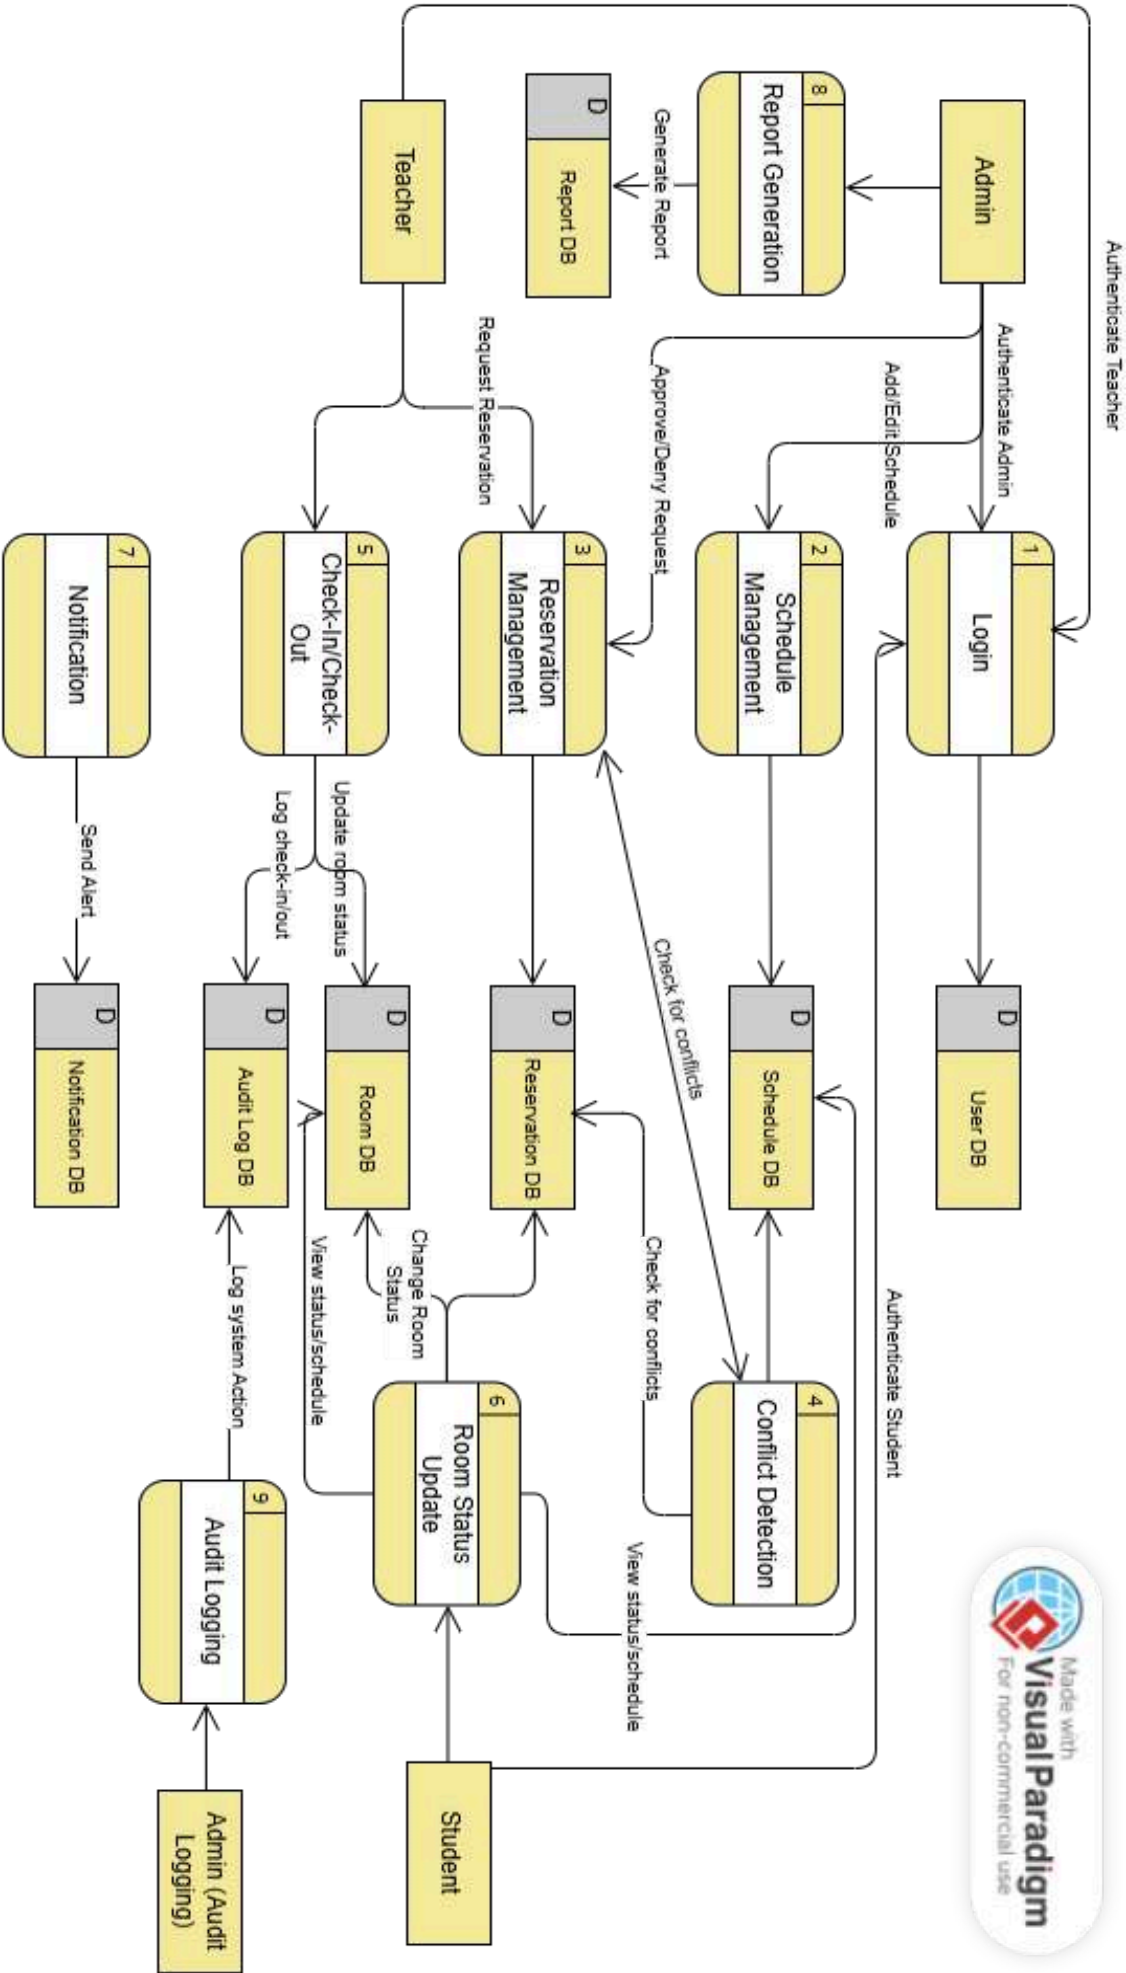 Authenticate Teacher
Admin
Authenticate Admin
1
Login
User DB
D
Authenticate Student
Made with
Visual Paradigm
For non-commercial use
8
Report Generation
Generate Report
D
Report DB
Add/Edit Schedule
2
Schedule
Management
D
Schedule DB
4
Conflict Detection
Approve/Deny Request
Check for conflicts
Check for conflicts
View status/schedule
Teacher
Request Reservation
3
Reservation
Management
D
Reservation DB
6
Room Status
Update
Student
5
Check-In/Check-
Out
Update room status
Log check-in/out
D
Room DB
Change Room
Status
View status/schedule
D
Audit Log DB
Log system Action
9
Audit Logging
Admin (Audit
Logging)
7
Notification
Send Alert
D
Notification DB